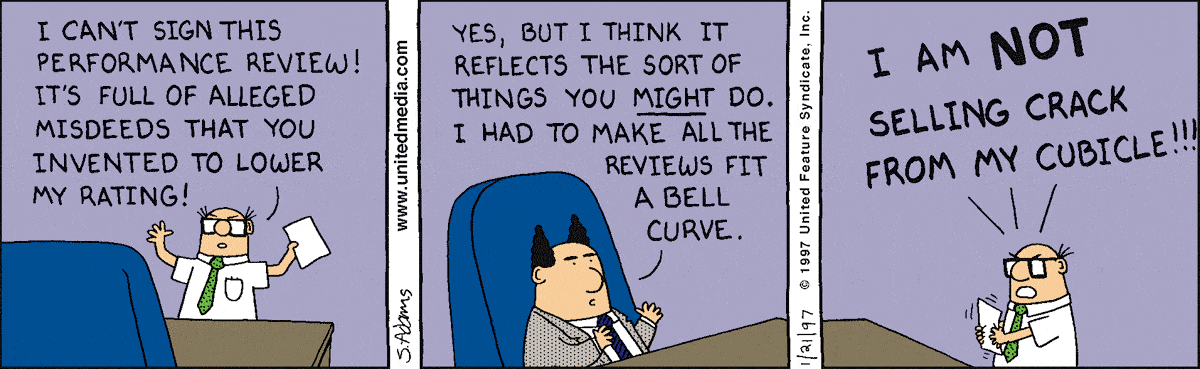 I CAN'T SIGN THIS
PERFORMANCE REVIEW!
IT'S FULL OF ALLEGED
MISDEEDS THAT YOU
INVENTED TO LOWER
MY RATING!
S.Adams
www.unitedmedia.com
YES, BUT I THINK IT
REFLECTS THE SORT OF
THINGS YOU MIGHT DO.
I HAD TO MAKE ALL THE
REVIEWS FIT
A BELL
CURVE.
1/21/97
© 1997 United Feature Syndicate, Inc.
I AM NOT
SELLING CRACK
FROM MY CUBICLE!!!